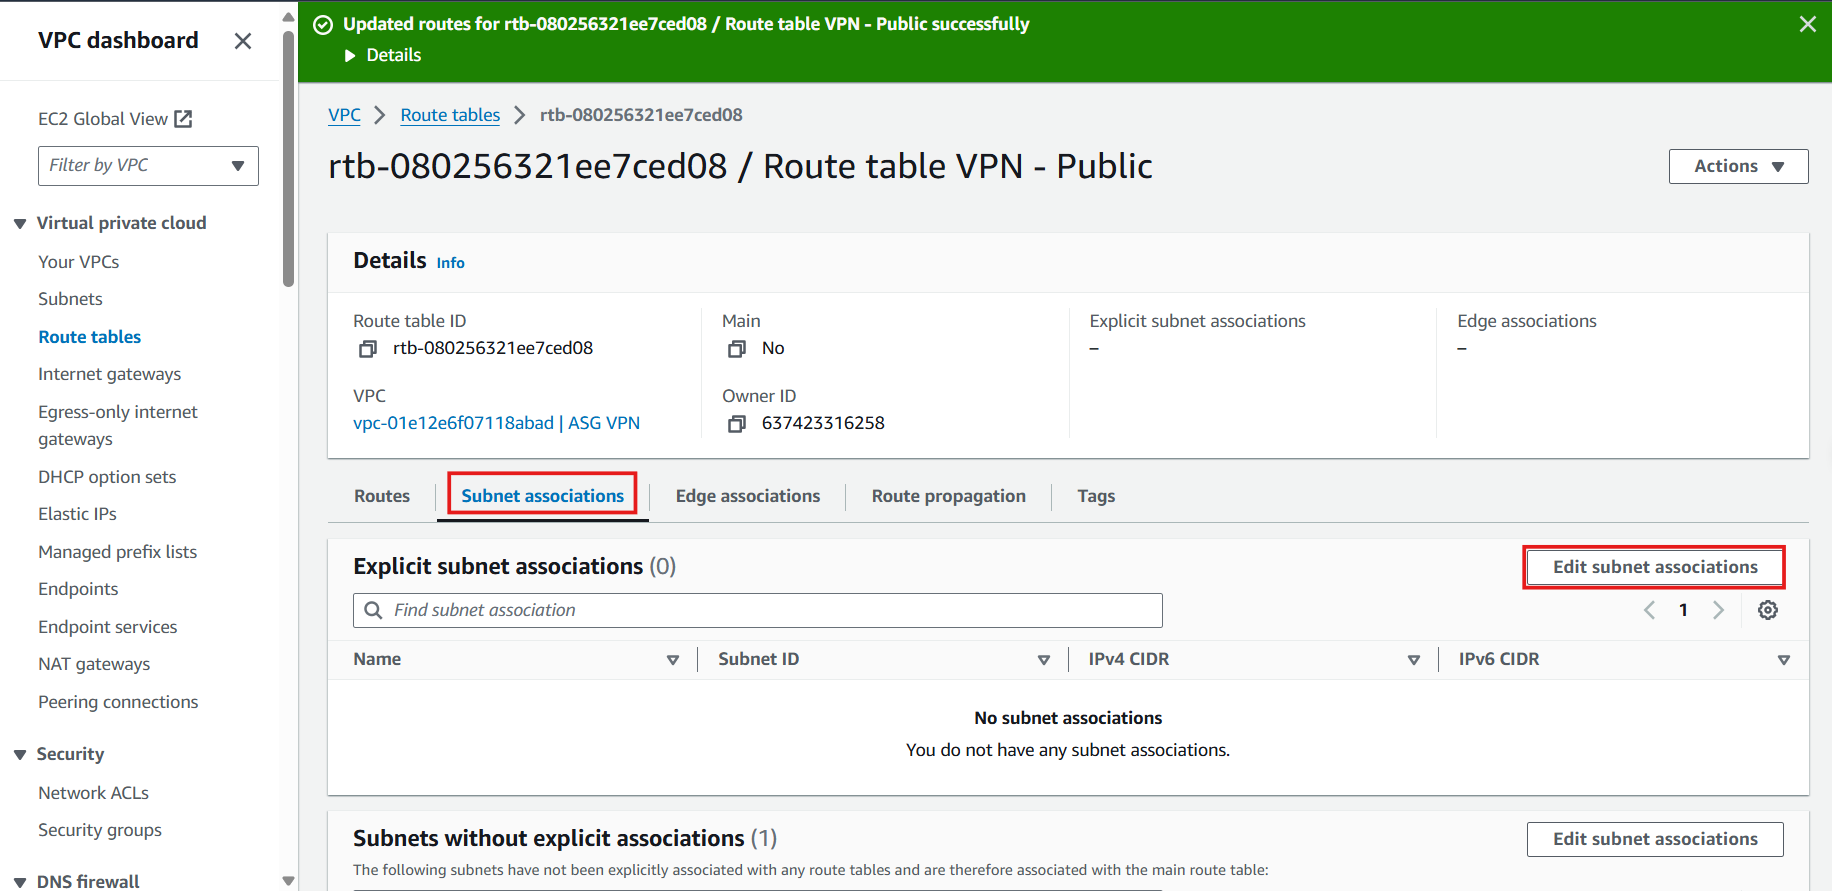 VPC dashboard
EC2 Global View
Filter by VPC
Virtual private cloud
Your VPCs
Subnets
Route tables
Internet gateways
Egress-only internet
gateways
DHCP option sets
Elastic IPs
Managed prefix lists
Endpoints
Endpoint services
NAT gateways
Peering connections
Security
Network ACLs
Security groups
DNS firewall
Updated routes for rtb-080256321ee7ced08 / Route table VPN - Public successfully
Details
VPC > Route tables > rtb-080256321ee7ced08
rtb-080256321ee7ced08 / Route table VPN - Public
Actions
Details Info
Route table ID
rtb-080256321ee7ced08
Main
No
Explicit subnet associations
–
Edge associations
–
VPC
vpc-01e12e6f07118abad | ASG VPN
Owner ID
637423316258
Routes Subnet associations Edge associations Route propagation Tags
Explicit subnet associations (0)
Edit subnet associations
Find subnet association
1
Name Subnet ID IPv4 CIDR IPv6 CIDR
No subnet associations
You do not have any subnet associations.
Subnets without explicit associations (1)
Edit subnet associations
The following subnets have not been explicitly associated with any route tables and are therefore associated with the main route table: